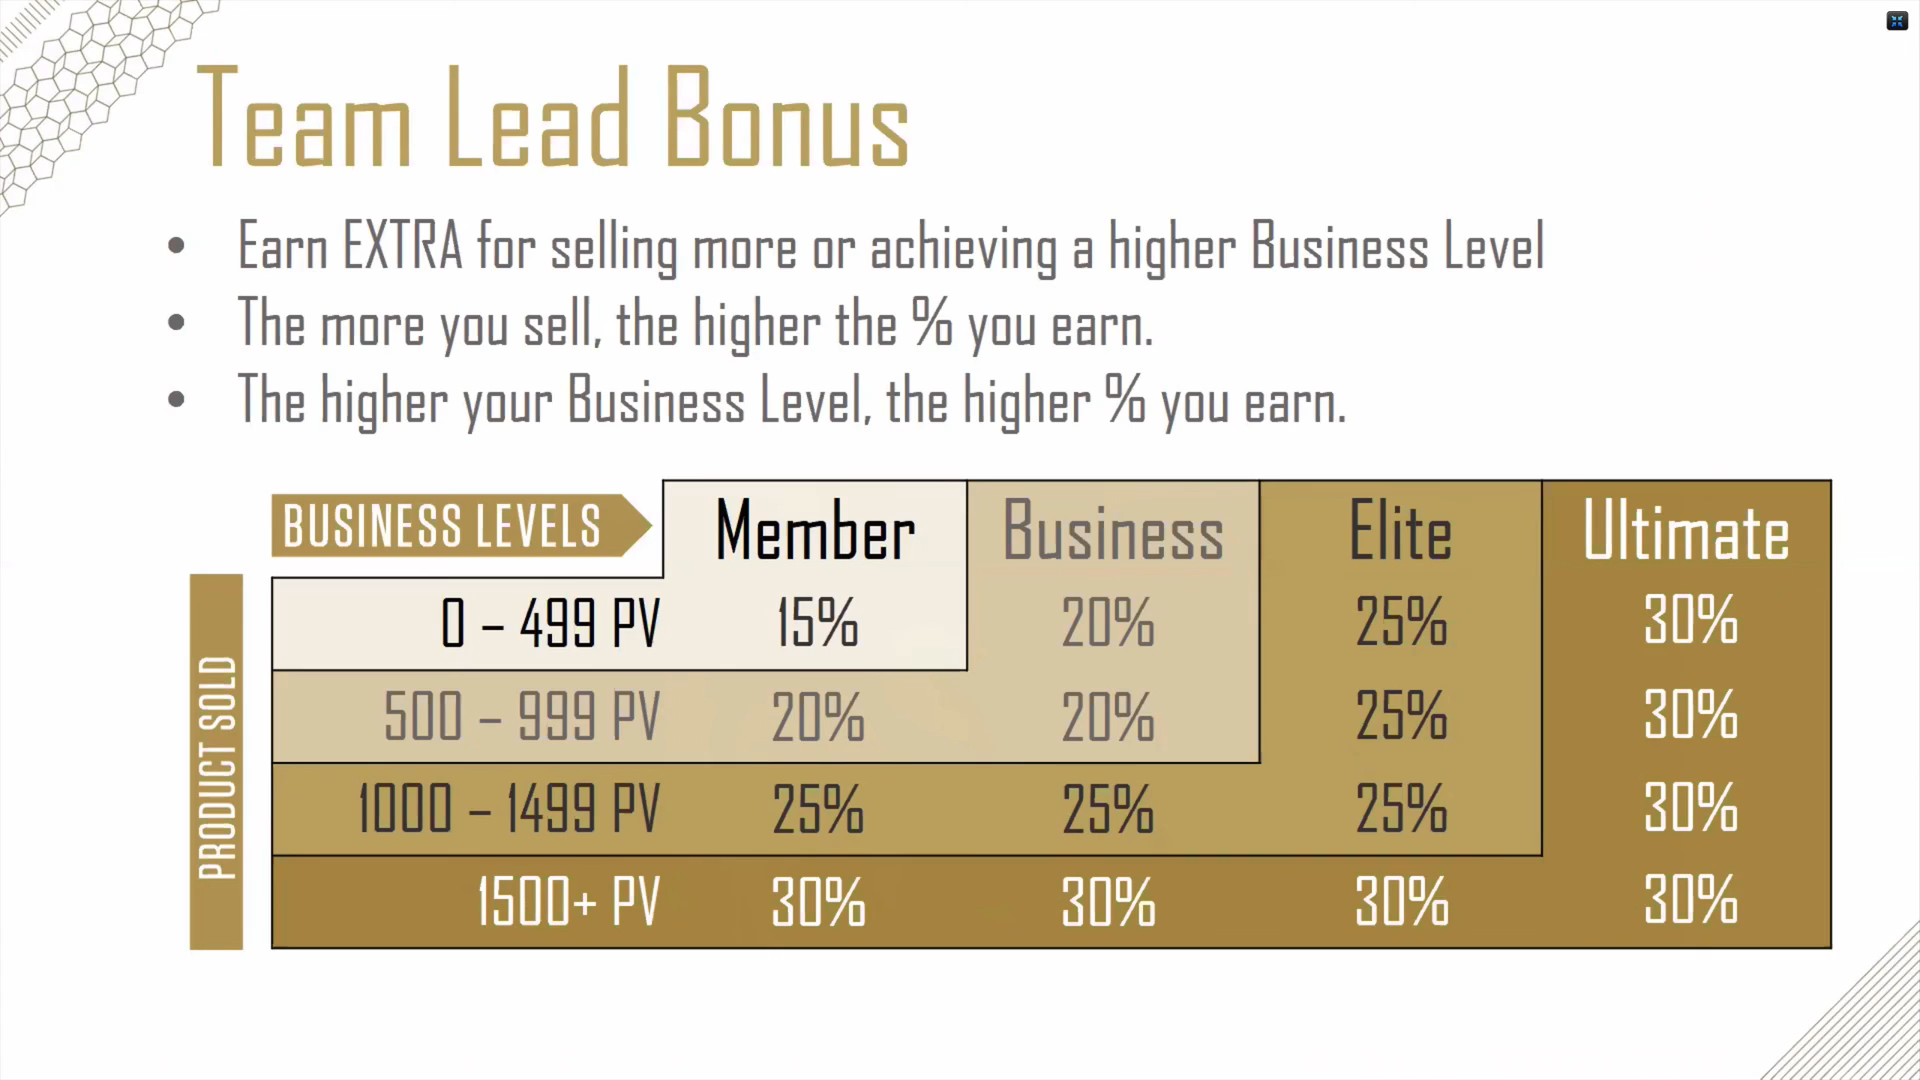 Team Lead Bonus
• Earn EXTRA for selling more or achieving a higher Business Level
• The more you sell, the higher the % you earn.
• The higher your Business Level, the higher % you earn.
BUSINESS LEVELS Member Business Elite Ultimate
PRODUCT SOLD
0 – 499 PV 15% 20% 25% 30%
500 – 999 PV 20% 20% 25% 30%
1000 – 1499 PV 25% 25% 25% 30%
1500+ PV 30% 30% 30% 30%